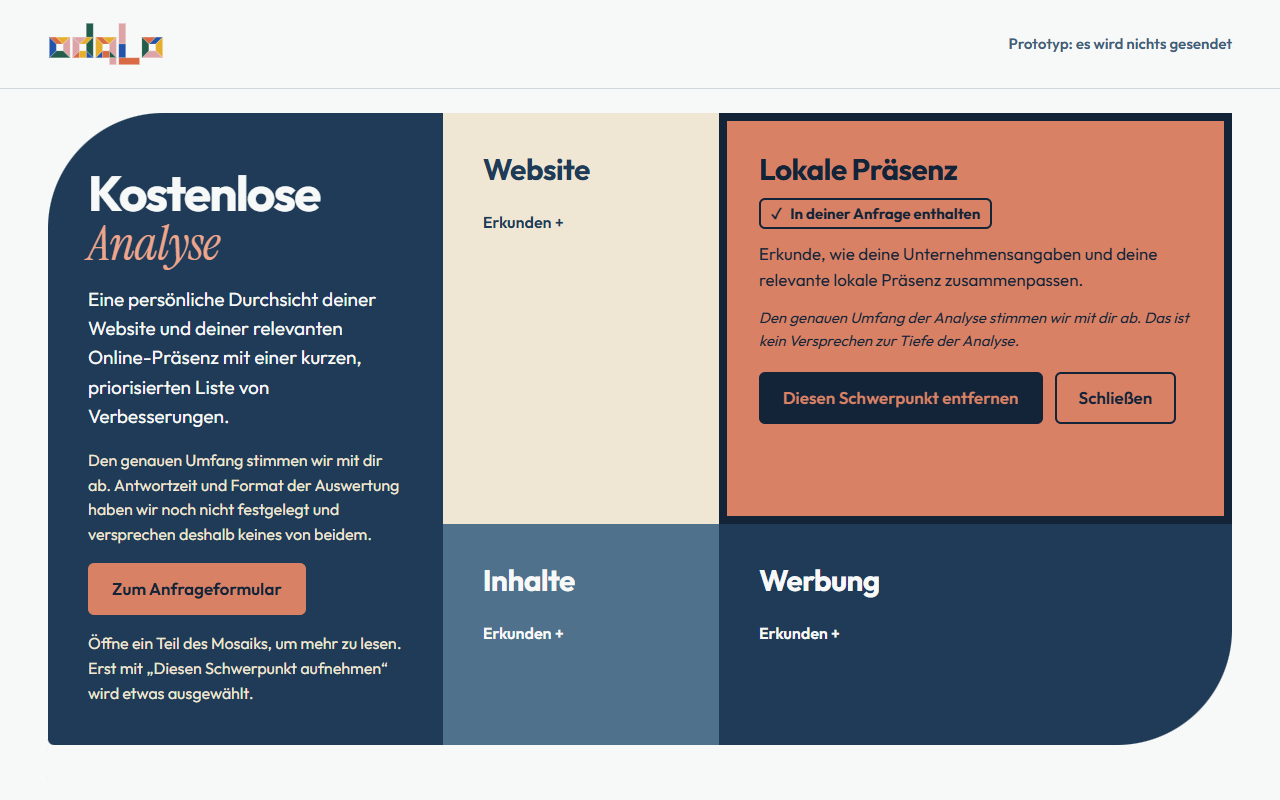 odqLo
Prototyp: es wird nichts gesendet
Kostenlose
Analyse
Eine persönliche Durchsicht deiner
Website und deiner relevanten
Online-Präsenz mit einer kurzen,
priorisierten Liste von
Verbesserungen.
Den genauen Umfang stimmen wir mit dir
ab. Antwortzeit und Format der Auswertung
haben wir noch nicht festgelegt und
versprechen deshalb keines von beidem.
Zum Anfrageformular
Öffne ein Teil des Mosaiks, um mehr zu lesen.
Erst mit „Diesen Schwerpunkt aufnehmen“
wird etwas ausgewählt.
Website
Erkunden +
Lokale Präsenz
✓ In deiner Anfrage enthalten
Erkunde, wie deine Unternehmensangaben und deine
relevante lokale Präsenz zusammenpassen.
Den genauen Umfang der Analyse stimmen wir mit dir ab. Das ist
kein Versprechen zur Tiefe der Analyse.
Diesen Schwerpunkt entfernen
Schließen
Inhalte
Erkunden +
Werbung
Erkunden +